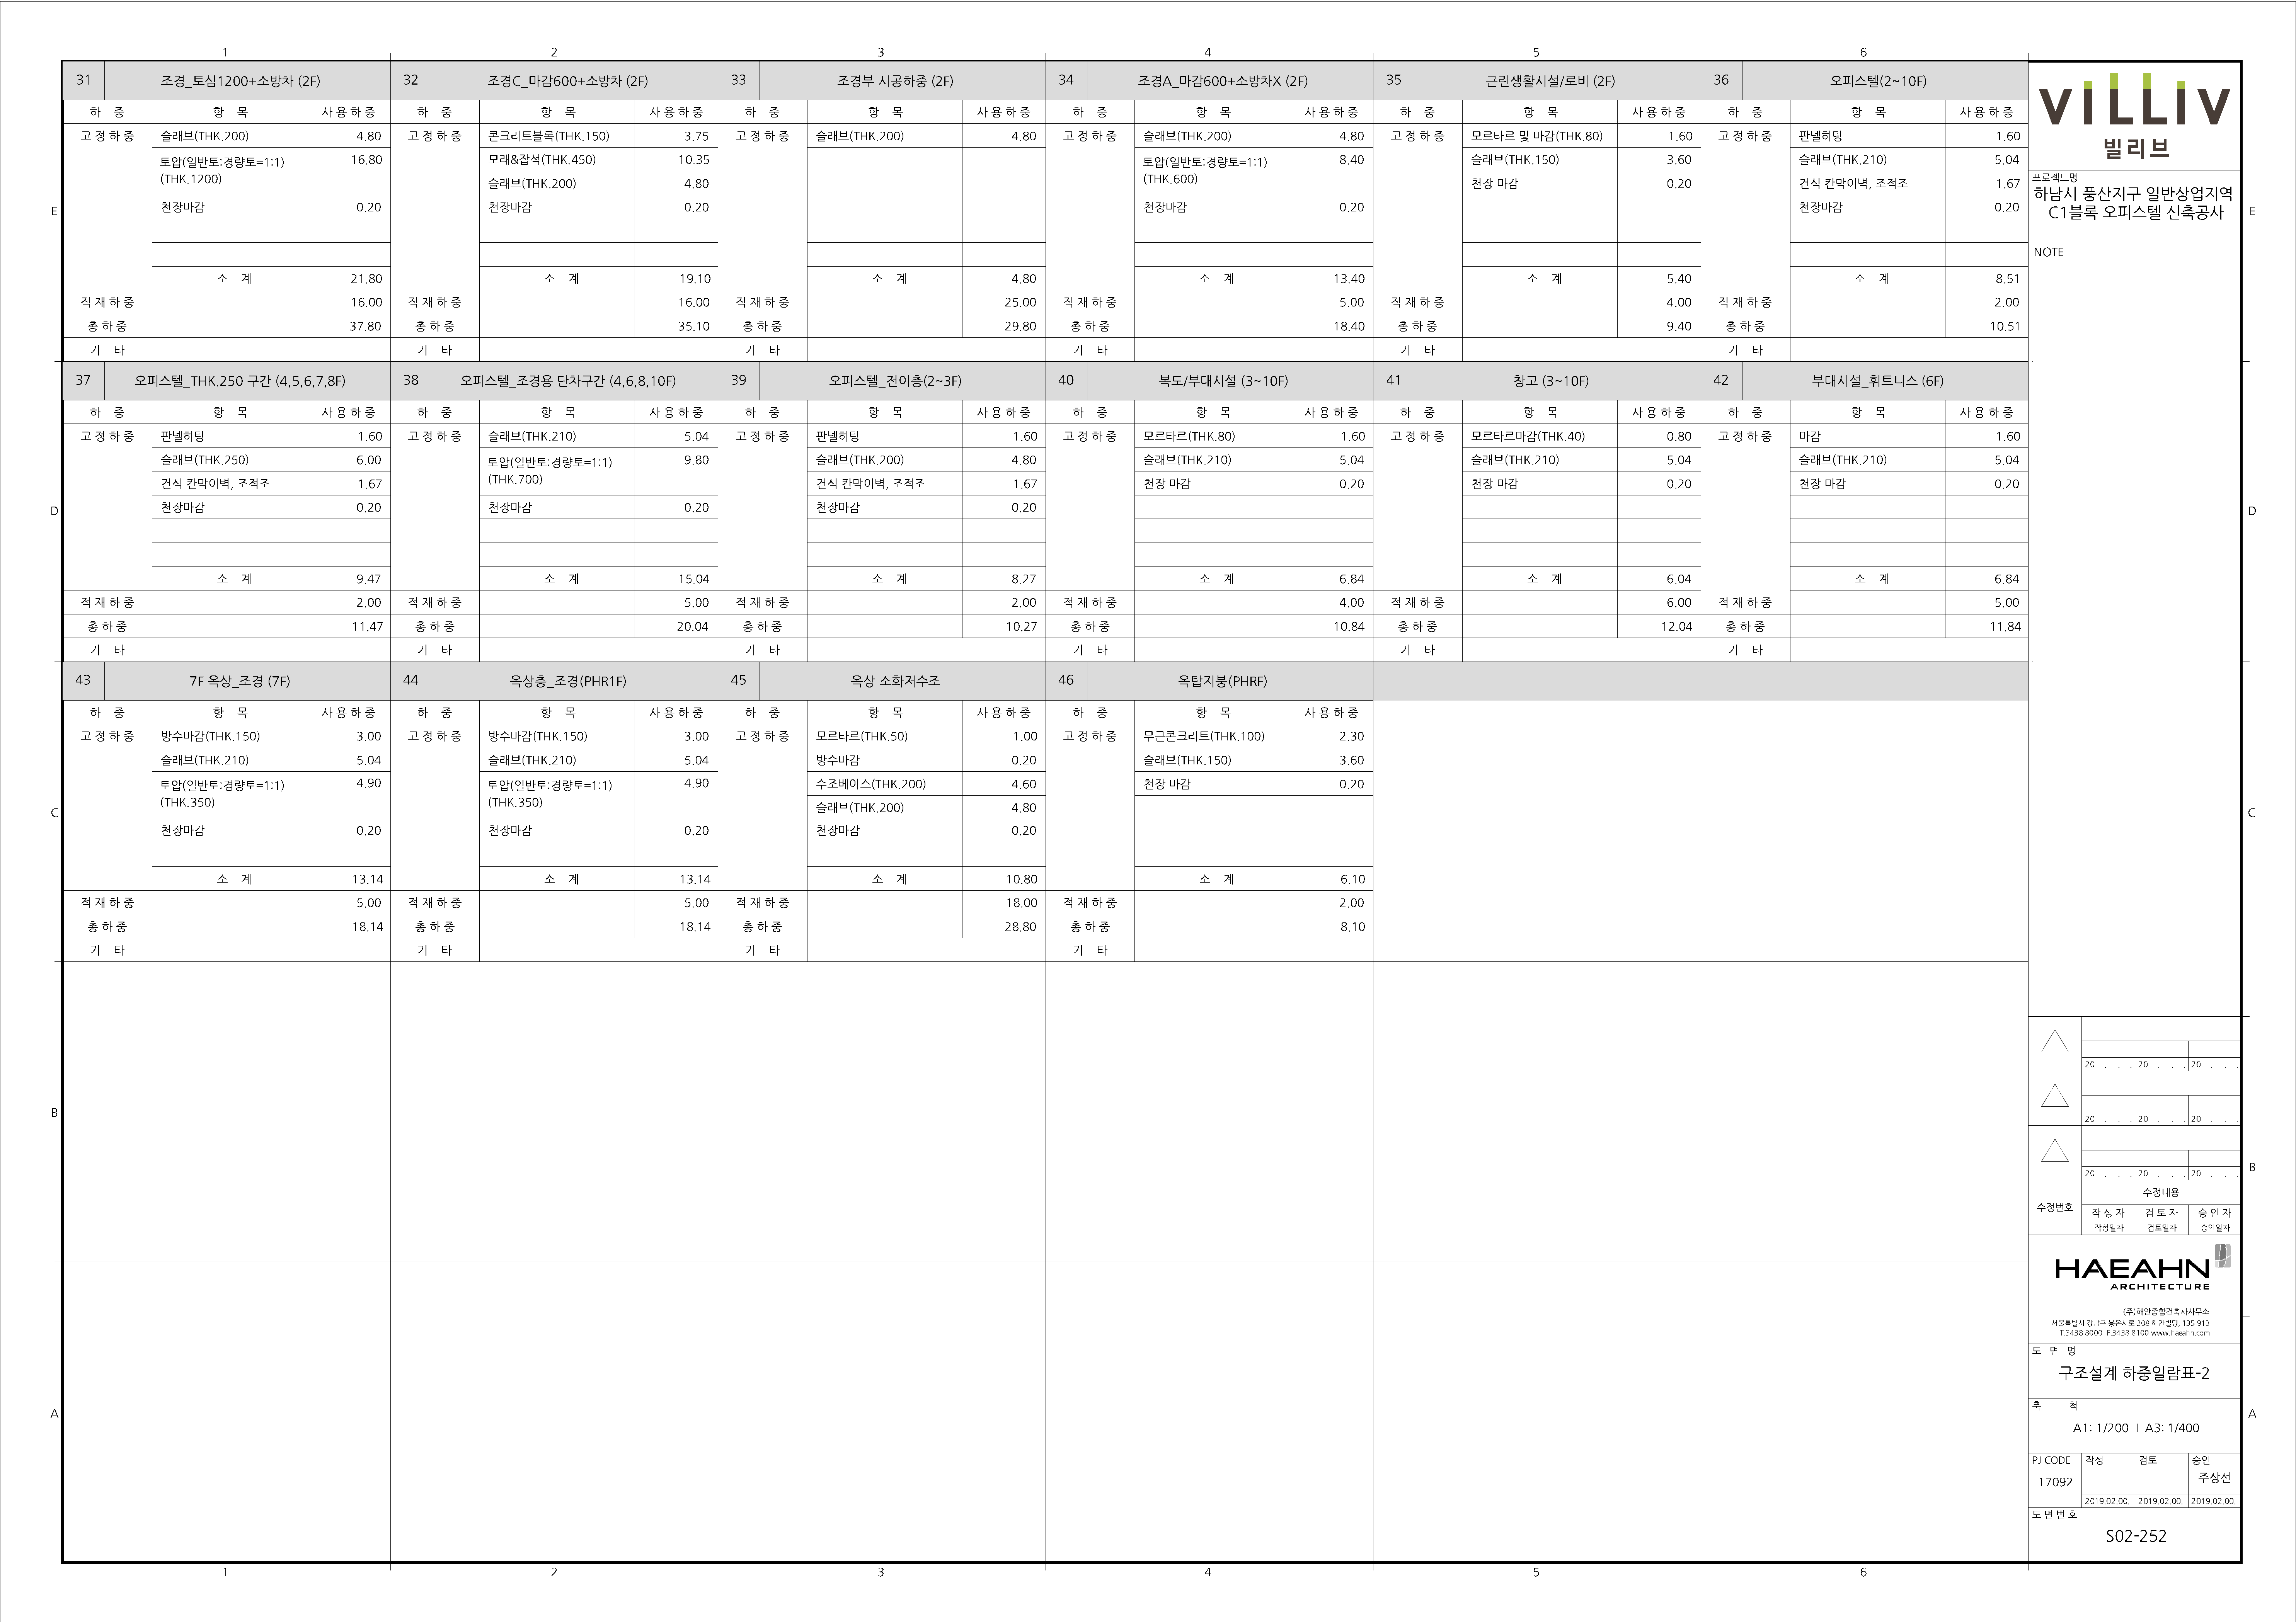 1 2 3 4 5 6
31 조경_토심1200+소방차 (2F)
하 중 항 목 사용하중
고정하중 슬래브(THK.200) 4.80
토압(일반토:경량토=1:1) 16.80
(THK.1200)
천장마감 0.20
소 계 21.80
적재하중 16.00
총하중 37.80
기 타
32 조경C_마감600+소방차 (2F)
하 중 항 목 사용하중
고정하중 콘크리트블록(THK.150) 3.75
모래&잡석(THK.450) 10.35
슬래브(THK.200) 4.80
천장마감 0.20
소 계 19.10
적재하중 16.00
총하중 35.10
기 타
33 조경부 시공하중 (2F)
하 중 항 목 사용하중
고정하중 슬래브(THK.200) 4.80
소 계 4.80
적재하중 25.00
총하중 29.80
기 타
34 조경A_마감600+소방차X (2F)
하 중 항 목 사용하중
고정하중 슬래브(THK.200) 4.80
토압(일반토:경량토=1:1) 8.40
(THK.600)
천장마감 0.20
소 계 13.40
적재하중 5.00
총하중 18.40
기 타
35 근린생활시설/로비 (2F)
하 중 항 목 사용하중
고정하중 모르타르 및 마감(THK.80) 1.60
슬래브(THK.150) 3.60
천장 마감 0.20
소 계 5.40
적재하중 4.00
총하중 9.40
기 타
36 오피스텔(2~10F)
하 중 항 목 사용하중
고정하중 판넬히팅 1.60
슬래브(THK.210) 5.04
건식 칸막이벽, 조적조 1.67
천장마감 0.20
소 계 8.51
적재하중 2.00
총하중 10.51
기 타
37 오피스텔_THK.250 구간 (4,5,6,7,8F)
하 중 항 목 사용하중
고정하중 판넬히팅 1.60
슬래브(THK.250) 6.00
건식 칸막이벽, 조적조 1.67
천장마감 0.20
소 계 9.47
적재하중 2.00
총하중 11.47
기 타
38 오피스텔_조경용 단차구간 (4,6,8,10F)
하 중 항 목 사용하중
고정하중 슬래브(THK.210) 5.04
토압(일반토:경량토=1:1) 9.80
(THK.700)
천장마감 0.20
소 계 15.04
적재하중 5.00
총하중 20.04
기 타
39 오피스텔_전이층(2~3F)
하 중 항 목 사용하중
고정하중 판넬히팅 1.60
슬래브(THK.200) 4.80
건식 칸막이벽, 조적조 1.67
천장마감 0.20
소 계 8.27
적재하중 2.00
총하중 10.27
기 타
40 복도/부대시설 (3~10F)
하 중 항 목 사용하중
고정하중 모르타르(THK.80) 1.60
슬래브(THK.210) 5.04
천장 마감 0.20
소 계 6.84
적재하중 4.00
총하중 10.84
기 타
41 창고 (3~10F)
하 중 항 목 사용하중
고정하중 모르타르마감(THK.40) 0.80
슬래브(THK.210) 5.04
천장 마감 0.20
소 계 6.04
적재하중 6.00
총하중 12.04
기 타
42 부대시설_휘트니스 (6F)
하 중 항 목 사용하중
고정하중 마감 1.60
슬래브(THK.210) 5.04
천장 마감 0.20
소 계 6.84
적재하중 5.00
총하중 11.84
기 타
43 7F 옥상_조경 (7F)
하 중 항 목 사용하중
고정하중 방수마감(THK.150) 3.00
슬래브(THK.210) 5.04
토압(일반토:경량토=1:1) 4.90
(THK.350)
천장마감 0.20
소 계 13.14
적재하중 5.00
총하중 18.14
기 타
44 옥상층_조경(PHR1F)
하 중 항 목 사용하중
고정하중 방수마감(THK.150) 3.00
슬래브(THK.210) 5.04
토압(일반토:경량토=1:1) 4.90
(THK.350)
천장마감 0.20
소 계 13.14
적재하중 5.00
총하중 18.14
기 타
45 옥상 소화저수조
하 중 항 목 사용하중
고정하중 모르타르(THK.50) 1.00
방수마감 0.20
수조베이스(THK.200) 4.60
슬래브(THK.200) 4.80
천장마감 0.20
소 계 10.80
적재하중 18.00
총하중 28.80
기 타
46 옥탑지붕(PHRF)
하 중 항 목 사용하중
고정하중 무근콘크리트(THK.100) 2.30
슬래브(THK.150) 3.60
천장 마감 0.20
소 계 6.10
적재하중 2.00
총하중 8.10
기 타
E E
D D
C C
B B
A A
1 2 3 4 5 6
VILLIV
빌리브
프로젝트명
하남시 풍산지구 일반상업지역
C1블록 오피스텔 신축공사
NOTE
20 . . . 20 . . . 20 . . .
20 . . . 20 . . . 20 . . .
20 . . . 20 . . . 20 . . .
수정번호 수정내용
작성자 검토자 승인자
작성일자 검토일자 승인일자
HAEAHN
ARCHITECTURE
(주)해안종합건축사사무소
서울특별시 강남구 봉은사로 208 해안빌딩, 135-913
T.3438 8000 F.3438 8100 www.haeahn.com
도 면 명
구조설계 하중일람표-2
축 척
A1: 1/200 I A3: 1/400
PJ CODE 작성 검토 승인
17092 주상선
2019.02.00. 2019.02.00. 2019.02.00.
도면번호
S02-252